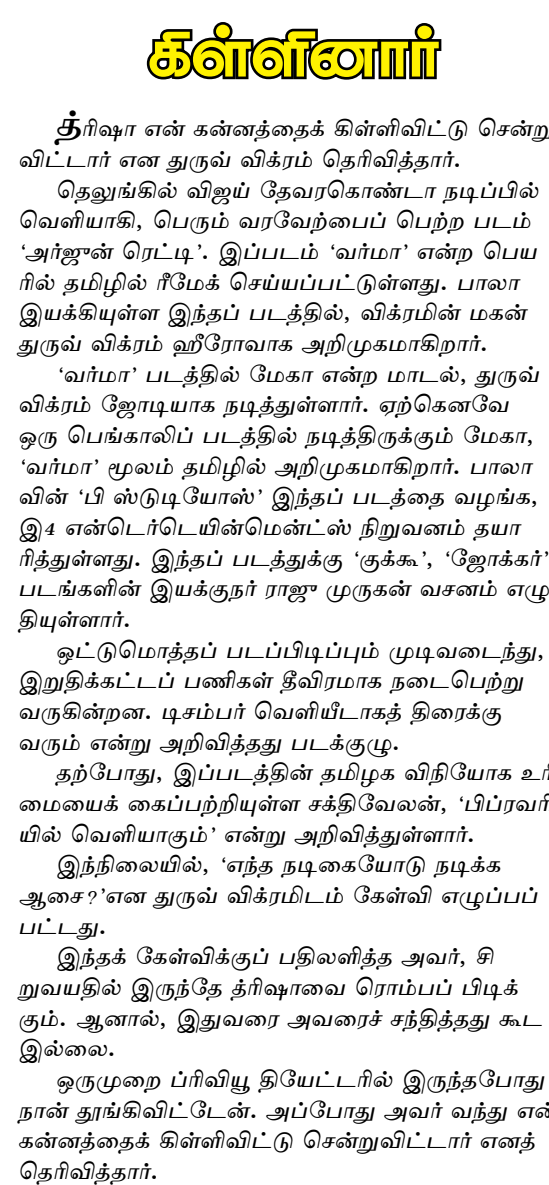 கிள்ளினார்
த்ரிஷா என் கன்னத்தைக் கிள்ளிவிட்டு சென்று
விட்டார் என துருவ் விக்ரம் தெரிவித்தார்.
தெலுங்கில் விஜய் தேவரகொண்டா நடிப்பில்
வெளியாகி, பெரும் வரவேற்பைப் பெற்ற படம்
‘அர்ஜுன் ரெட்டி’. இப்படம் ‘வர்மா’ என்ற பெய
ரில் தமிழில் ரீமேக் செய்யப்பட்டுள்ளது. பாலா
இயக்கியுள்ள இந்தப் படத்தில், விக்ரமின் மகன்
துருவ் விக்ரம் ஹீரோவாக அறிமுகமாகிறார்.
‘வர்மா’ படத்தில் மேகா என்ற மாடல், துருவ்
விக்ரம் ஜோடியாக நடித்துள்ளார். ஏற்கெனவே
ஒரு பெங்காலிப் படத்தில் நடித்திருக்கும் மேகா,
‘வர்மா’ மூலம் தமிழில் அறிமுகமாகிறார். பாலா
வின் ‘பி ஸ்டுடியோஸ்’ இந்தப் படத்தை வழங்க,
இ4 என்டெர்டெயின்மென்ட்ஸ் நிறுவனம் தயா
ரித்துள்ளது. இந்தப் படத்துக்கு ‘குக்கூ’, ‘ஜோக்கர்’
படங்களின் இயக்குநர் ராஜு முருகன் வசனம் எழு
தியுள்ளார்.
ஒட்டுமொத்தப் படப்பிடிப்பும் முடிவடைந்து,
இறுதிக்கட்டப் பணிகள் தீவிரமாக நடைபெற்று
வருகின்றன. டிசம்பர் வெளியீடாகத் திரைக்கு
வரும் என்று அறிவித்தது படக்குழு.
தற்போது, இப்படத்தின் தமிழக விநியோக உரி
மையைக் கைப்பற்றியுள்ள சக்திவேலன், ‘பிப்ரவரி
யில் வெளியாகும்’ என்று அறிவித்துள்ளார்.
இந்நிலையில், ‘எந்த நடிகையோடு நடிக்க
ஆசை?’என துருவ் விக்ரமிடம் கேள்வி எழுப்பப்
பட்டது.
இந்தக் கேள்விக்குப் பதிலளித்த அவர், சி
றுவயதில் இருந்தே த்ரிஷாவை ரொம்பப் பிடிக்
கும். ஆனால், இதுவரை அவரைச் சந்தித்தது கூட
இல்லை.
ஒருமுறை ப்ரிவியூ தியேட்டரில் இருந்தபோது
நான் தூங்கிவிட்டேன். அப்போது அவர் வந்து என்
கன்னத்தைக் கிள்ளிவிட்டு சென்றுவிட்டார் எனத்
தெரிவித்தார்.